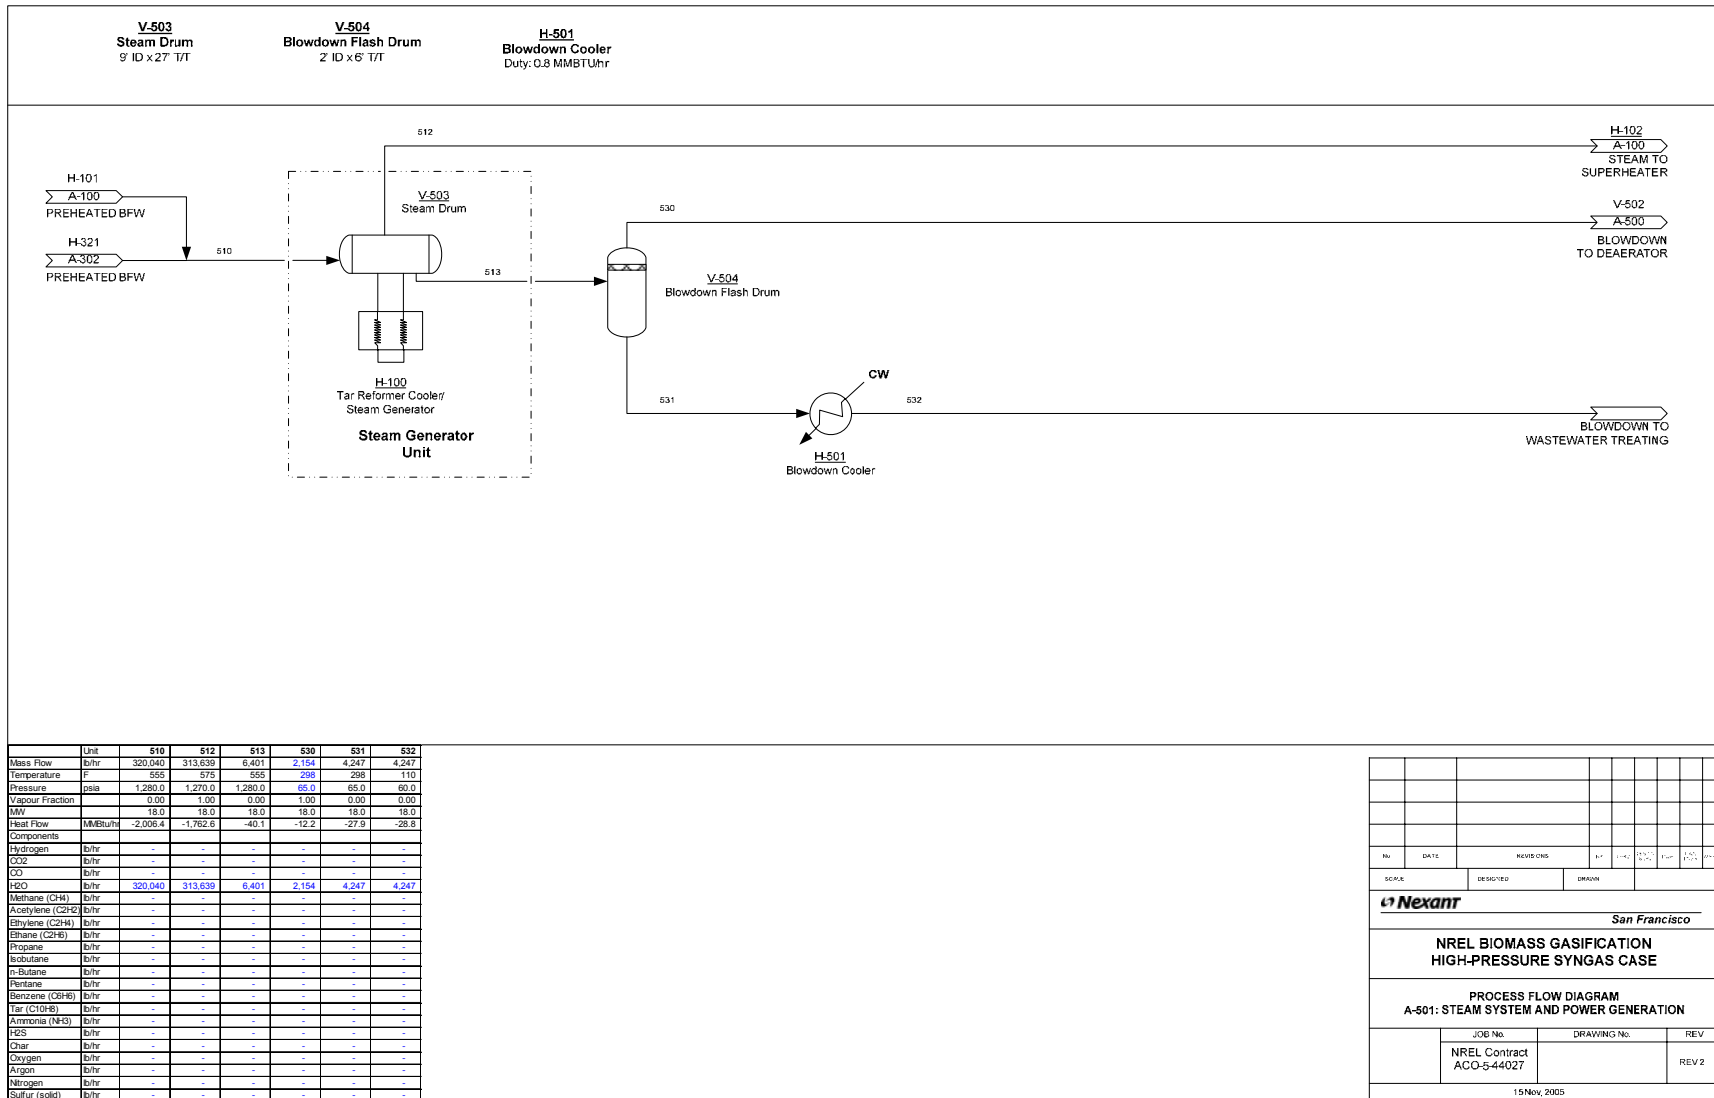 V-503
Steam Drum
9' ID x 27' T/T
V-504
Blowdown Flash Drum
2' ID x 6' T/T
H-501
Blowdown Cooler
Duty: 0.8 MMBTU/hr
512
H-102
A-100
STEAM TO
SUPERHEATER
H-101
A-100
PREHEATED BFW
V-503
Steam Drum
530
V-502
A-500
BLOWDOWN
TO DEAERATOR
H-321
A-302
PREHEATED BFW
510
513
V-504
Blowdown Flash Drum
H-100
Tar Reformer Cooler/
Steam Generator
Steam Generator
Unit
CW
531
532
BLOWDOWN TO
WASTEWATER TREATING
H-501
Blowdown Cooler
Unit 510 512 513 530 531 532
Mass Flow lb/hr 320,040 313,639 6,401 2,154 4,247 4,247
Temperature F 555 575 555 298 298 110
Pressure psia 1,280.0 1,270.0 1,280.0 65.0 65.0 60.0
Vapour Fraction 0.00 1.00 0.00 1.00 0.00 0.00
MW 18.0 18.0 18.0 18.0 18.0 18.0
Heat Flow MMBtu/hr -2,006.4 -1,762.6 -40.1 -12.2 -27.9 -28.8
Components
Hydrogen lb/hr - - - - - -
CO2 lb/hr - - - - - -
CO lb/hr - - - - - -
H2O lb/hr 320,040 313,639 6,401 2,154 4,247 4,247
Methane (CH4) lb/hr - - - - - -
Acetylene (C2H2) lb/hr - - - - - -
Ethylene (C2H4) lb/hr - - - - - -
Ethane (C2H6) lb/hr - - - - - -
Propane lb/hr - - - - - -
Isobutane lb/hr - - - - - -
n-Butane lb/hr - - - - - -
Pentane lb/hr - - - - - -
Benzene (C6H6) lb/hr - - - - - -
Tar (C10H8) lb/hr - - - - - -
Ammonia (NH3) lb/hr - - - - - -
H2S lb/hr - - - - - -
Char lb/hr - - - - - -
Oxygen lb/hr - - - - - -
Argon lb/hr - - - - - -
Nitrogen lb/hr - - - - - -
Sulfur (solid) lb/hr - - - - - -
No DATE REVISIONS BY
SCALE DESIGNED DRAWN
Nexant
San Francisco
NREL BIOMASS GASIFICATION
HIGH-PRESSURE SYNGAS CASE
PROCESS FLOW DIAGRAM
A-501: STEAM SYSTEM AND POWER GENERATION
JOB No. DRAWING No. REV
NREL Contract
ACO-5-44027
REV 2
15 Nov, 2005